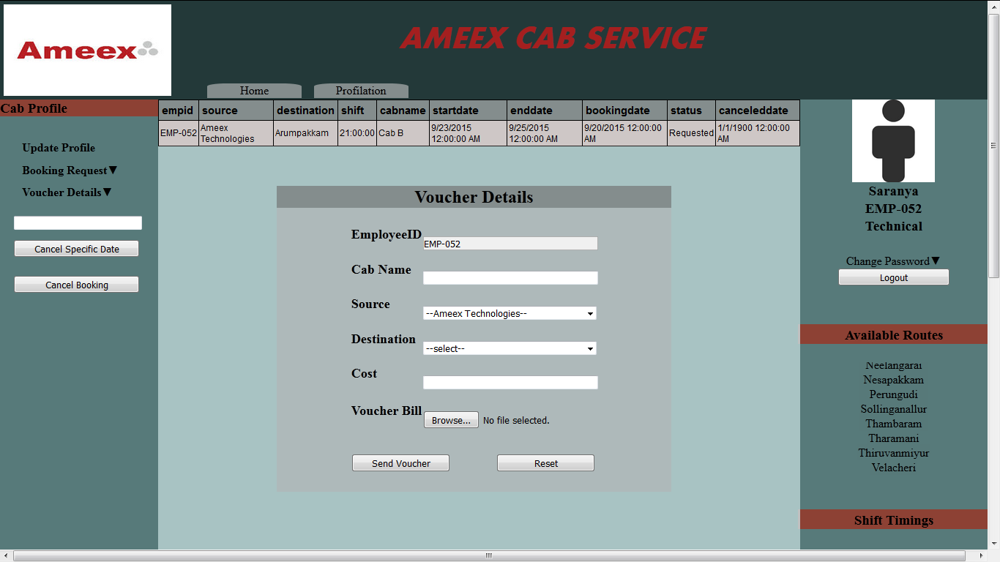 Ameex
AMEEX CAB SERVICE
Home
Profilation
Cab Profile
Update Profile
Booking Request▼
Voucher Details▼
Cancel Specific Date
Cancel Booking
empid source destination shift cabname startdate enddate bookingdate status canceleddate
EMP-052 Ameex Technologies Arumpakkam 21:00:00 Cab B 9/23/2015 12:00:00 AM 9/25/2015 12:00:00 AM 9/20/2015 12:00:00 AM Requested 1/1/1900 12:00:00 AM
Voucher Details
EmployeeID
EMP-052
Cab Name
Source
--Ameex Technologies--
Destination
--select--
Cost
Voucher Bill
Browse... No file selected.
Send Voucher
Reset
Saranya
EMP-052
Technical
Change Password▼
Logout
Available Routes
Neelangarai
Nesapakkam
Perungudi
Sollinganallur
Thambaram
Tharamani
Thiruvanmiyur
Velacheri
Shift Timings